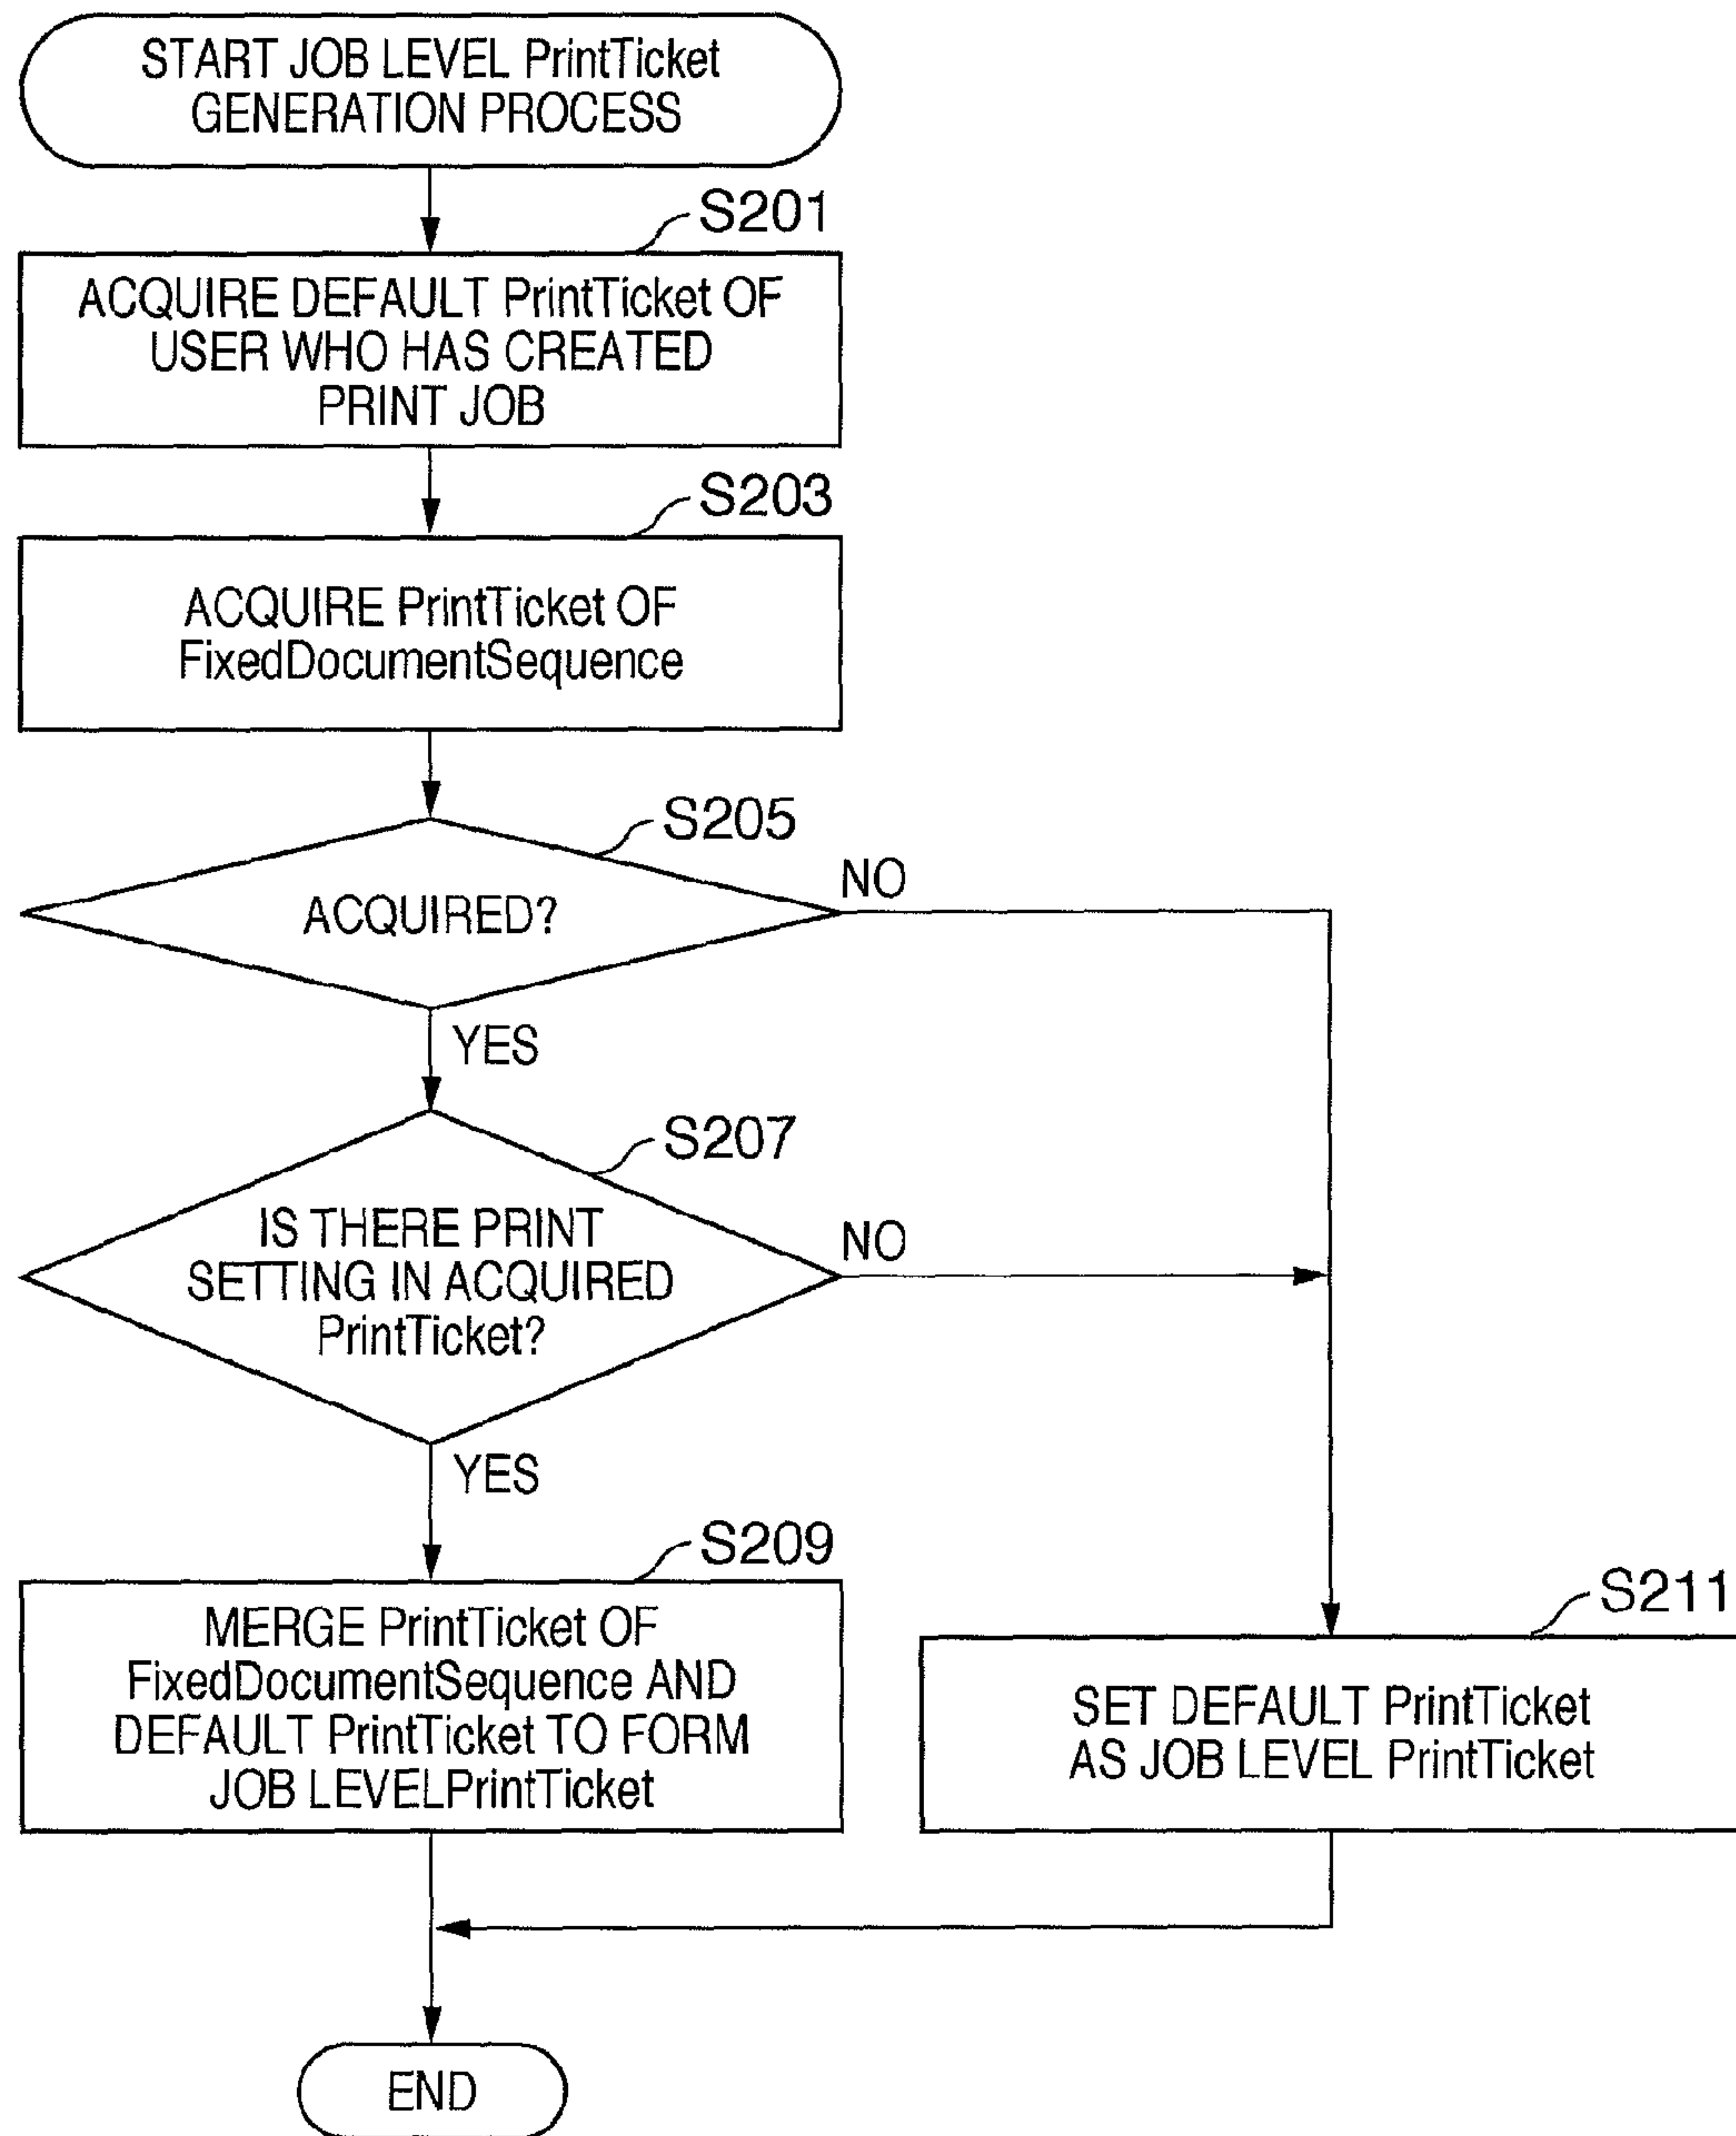 START JOB LEVEL PrintTicket
GENERATION PROCESS
S201
ACQUIRE DEFAULT PrintTicket OF
USER WHO HAS CREATED
PRINT JOB
S203
ACQUIRE PrintTicket OF
FixedDocumentSequence
S205
ACQUIRED?
NO
YES
S207
IS THERE PRINT
SETTING IN ACQUIRED
PrintTicket?
NO
YES
S209
MERGE PrintTicket OF
FixedDocumentSequence AND
DEFAULT PrintTicket TO FORM
JOB LEVELPrintTicket
S211
SET DEFAULT PrintTicket
AS JOB LEVEL PrintTicket
END